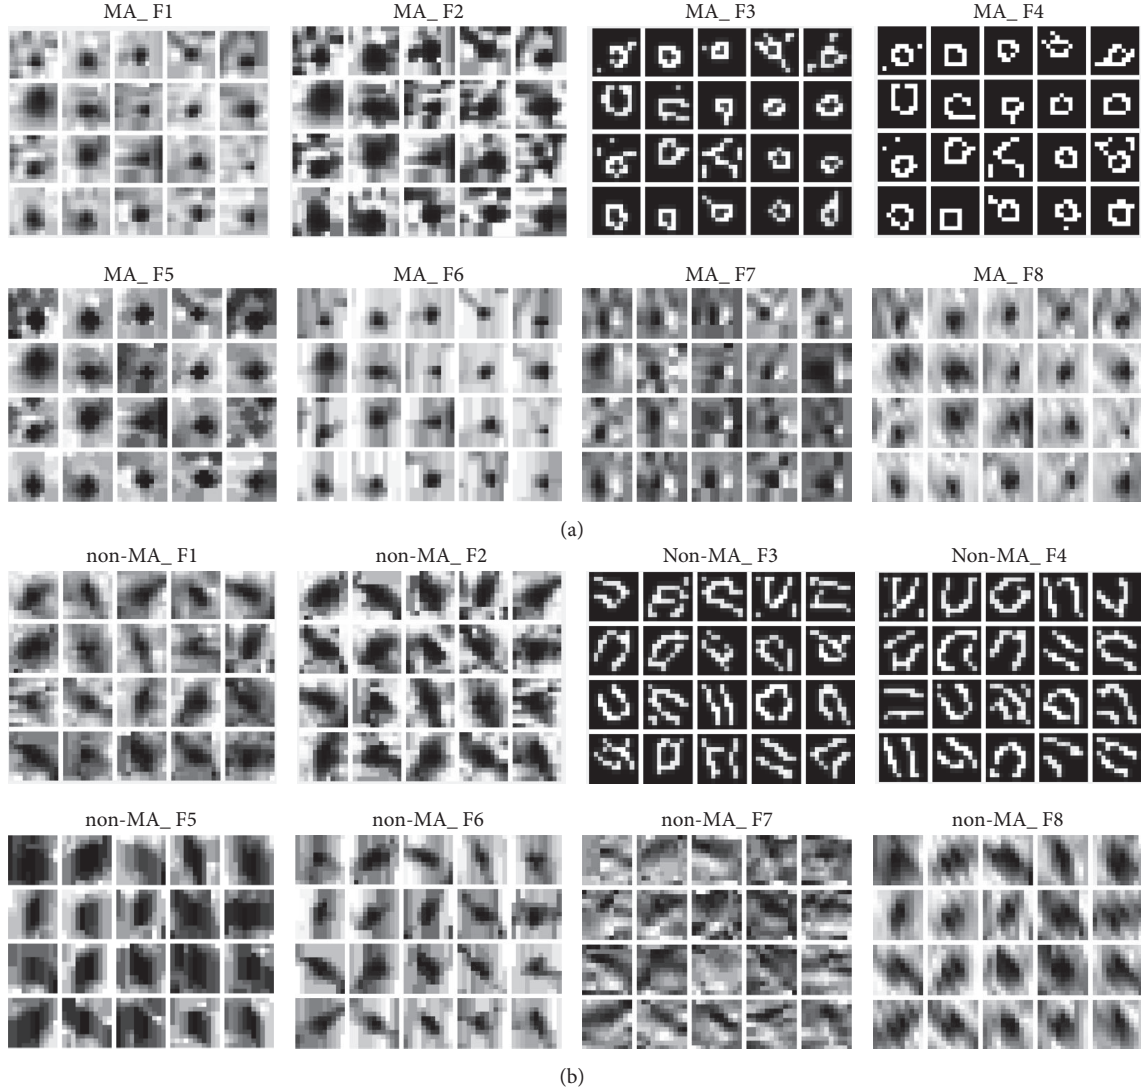 MA_ F1 MA_ F2 MA_ F3 MA_ F4
MA_ F5 MA_ F6 MA_ F7 MA_ F8
(a)
non-MA_ F1 non-MA_ F2 Non-MA_ F3 Non-MA_ F4
non-MA_ F5 non-MA_ F6 non-MA_ F7 non-MA_ F8
(b)